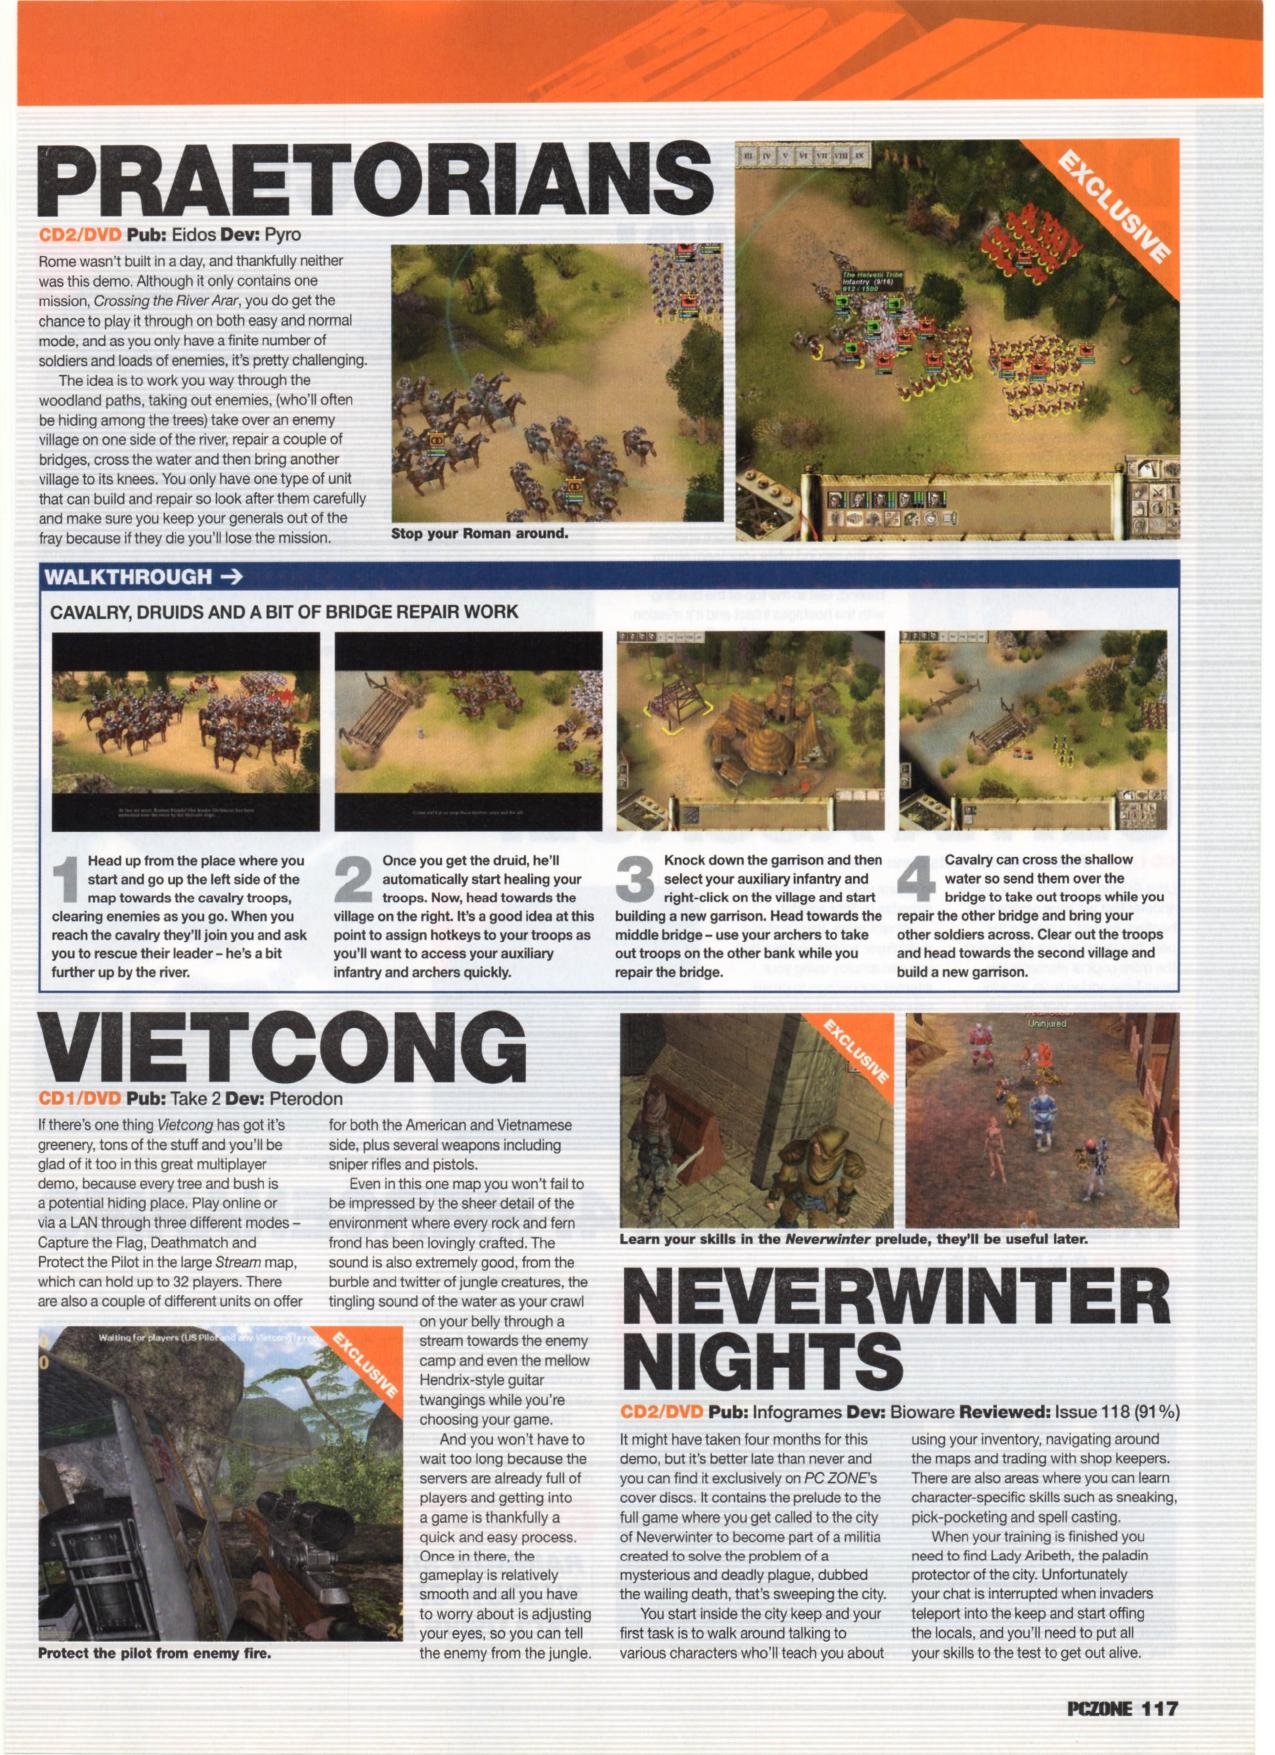 PRAETORIANS
CD2/DVD Pub: Eidos Dev: Pyro
Rome wasn't built in a day, and thankfully neither
was this demo. Although it only contains one
mission, Crossing the River Arar, you do get the
chance to play it through on both easy and normal
mode, and as you only have a finite number of
soldiers and loads of enemies, it's pretty challenging.
The idea is to work you way through the
woodland paths, taking out enemies, (who'll often
be hiding among the trees) take over an enemy
village on one side of the river, repair a couple of
bridges, cross the water and then bring another
village to its knees. You only have one type of unit
that can build and repair so look after them carefully
and make sure you keep your generals out of the
fray because if they die you'll lose the mission.
Stop your Roman around.
III IV V VI VII VIII IX
EXCLUSIVE
The Helvetii Tribe
Infantry (9/16)
912 / 1500
WALKTHROUGH →
CAVALRY, DRUIDS AND A BIT OF BRIDGE REPAIR WORK
1 Head up from the place where you
start and go up the left side of the
map towards the cavalry troops,
clearing enemies as you go. When you
reach the cavalry they'll join you and ask
you to rescue their leader – he's a bit
further up by the river.
2 Once you get the druid, he'll
automatically start healing your
troops. Now, head towards the
village on the right. It's a good idea at this
point to assign hotkeys to your troops as
you'll want to access your auxiliary
infantry and archers quickly.
3 Knock down the garrison and then
select your auxiliary infantry and
right-click on the village and start
building a new garrison. Head towards the
middle bridge – use your archers to take
out troops on the other bank while you
repair the bridge.
4 Cavalry can cross the shallow
water so send them over the
bridge to take out troops while you
repair the other bridge and bring your
other soldiers across. Clear out the troops
and head towards the second village and
build a new garrison.
VIETCONG
CD1/DVD Pub: Take 2 Dev: Pterodon
If there's one thing Vietcong has got it's
greenery, tons of the stuff and you'll be
glad of it too in this great multiplayer
demo, because every tree and bush is
a potential hiding place. Play online or
via a LAN through three different modes –
Capture the Flag, Deathmatch and
Protect the Pilot in the large Stream map,
which can hold up to 32 players. There
are also a couple of different units on offer
for both the American and Vietnamese
side, plus several weapons including
sniper rifles and pistols.
Even in this one map you won't fail to
be impressed by the sheer detail of the
environment where every rock and fern
frond has been lovingly crafted. The
sound is also extremely good, from the
burble and twitter of jungle creatures, the
tingling sound of the water as your crawl
on your belly through a
stream towards the enemy
camp and even the mellow
Hendrix-style guitar
twangings while you're
choosing your game.
And you won't have to
wait too long because the
servers are already full of
players and getting into
a game is thankfully a
quick and easy process.
Once in there, the
gameplay is relatively
smooth and all you have
to worry about is adjusting
your eyes, so you can tell
the enemy from the jungle.
Waiting for players (US Pilot and any Vietcong is req
EXCLUSIVE
Protect the pilot from enemy fire.
EXCLUSIVE
Uninjured
Learn your skills in the Neverwinter prelude, they'll be useful later.
NEVERWINTER
NIGHTS
CD2/DVD Pub: Infogrames Dev: Bioware Reviewed: Issue 118 (91%)
It might have taken four months for this
demo, but it's better late than never and
you can find it exclusively on PC ZONE's
cover discs. It contains the prelude to the
full game where you get called to the city
of Neverwinter to become part of a militia
created to solve the problem of a
mysterious and deadly plague, dubbed
the wailing death, that's sweeping the city.
You start inside the city keep and your
first task is to walk around talking to
various characters who'll teach you about
using your inventory, navigating around
the maps and trading with shop keepers.
There are also areas where you can learn
character-specific skills such as sneaking,
pick-pocketing and spell casting.
When your training is finished you
need to find Lady Aribeth, the paladin
protector of the city. Unfortunately
your chat is interrupted when invaders
teleport into the keep and start offing
the locals, and you'll need to put all
your skills to the test to get out alive.
PCZONE 117